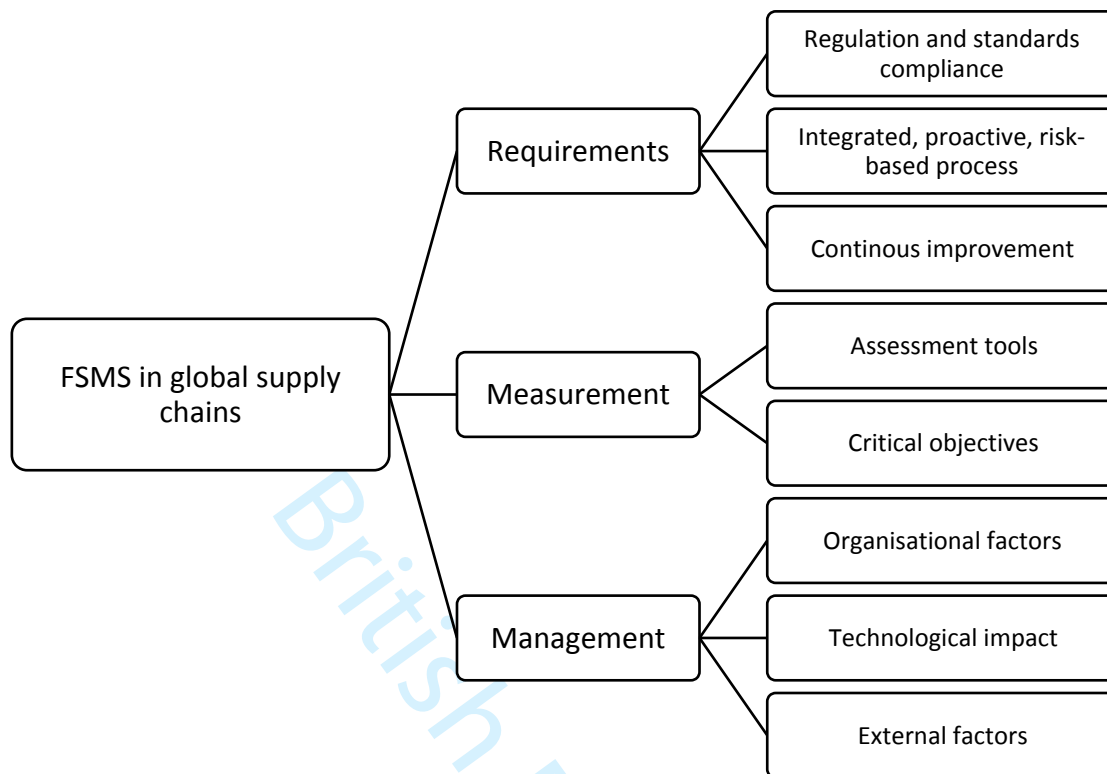 Regulation and standards
compliance
Requirements
Integrated, proactive, risk-
based process
Continous improvement
FSMS in global supply
chains
Measurement
Assessment tools
Critical objectives
Management
Organisational factors
Technological impact
External factors
British